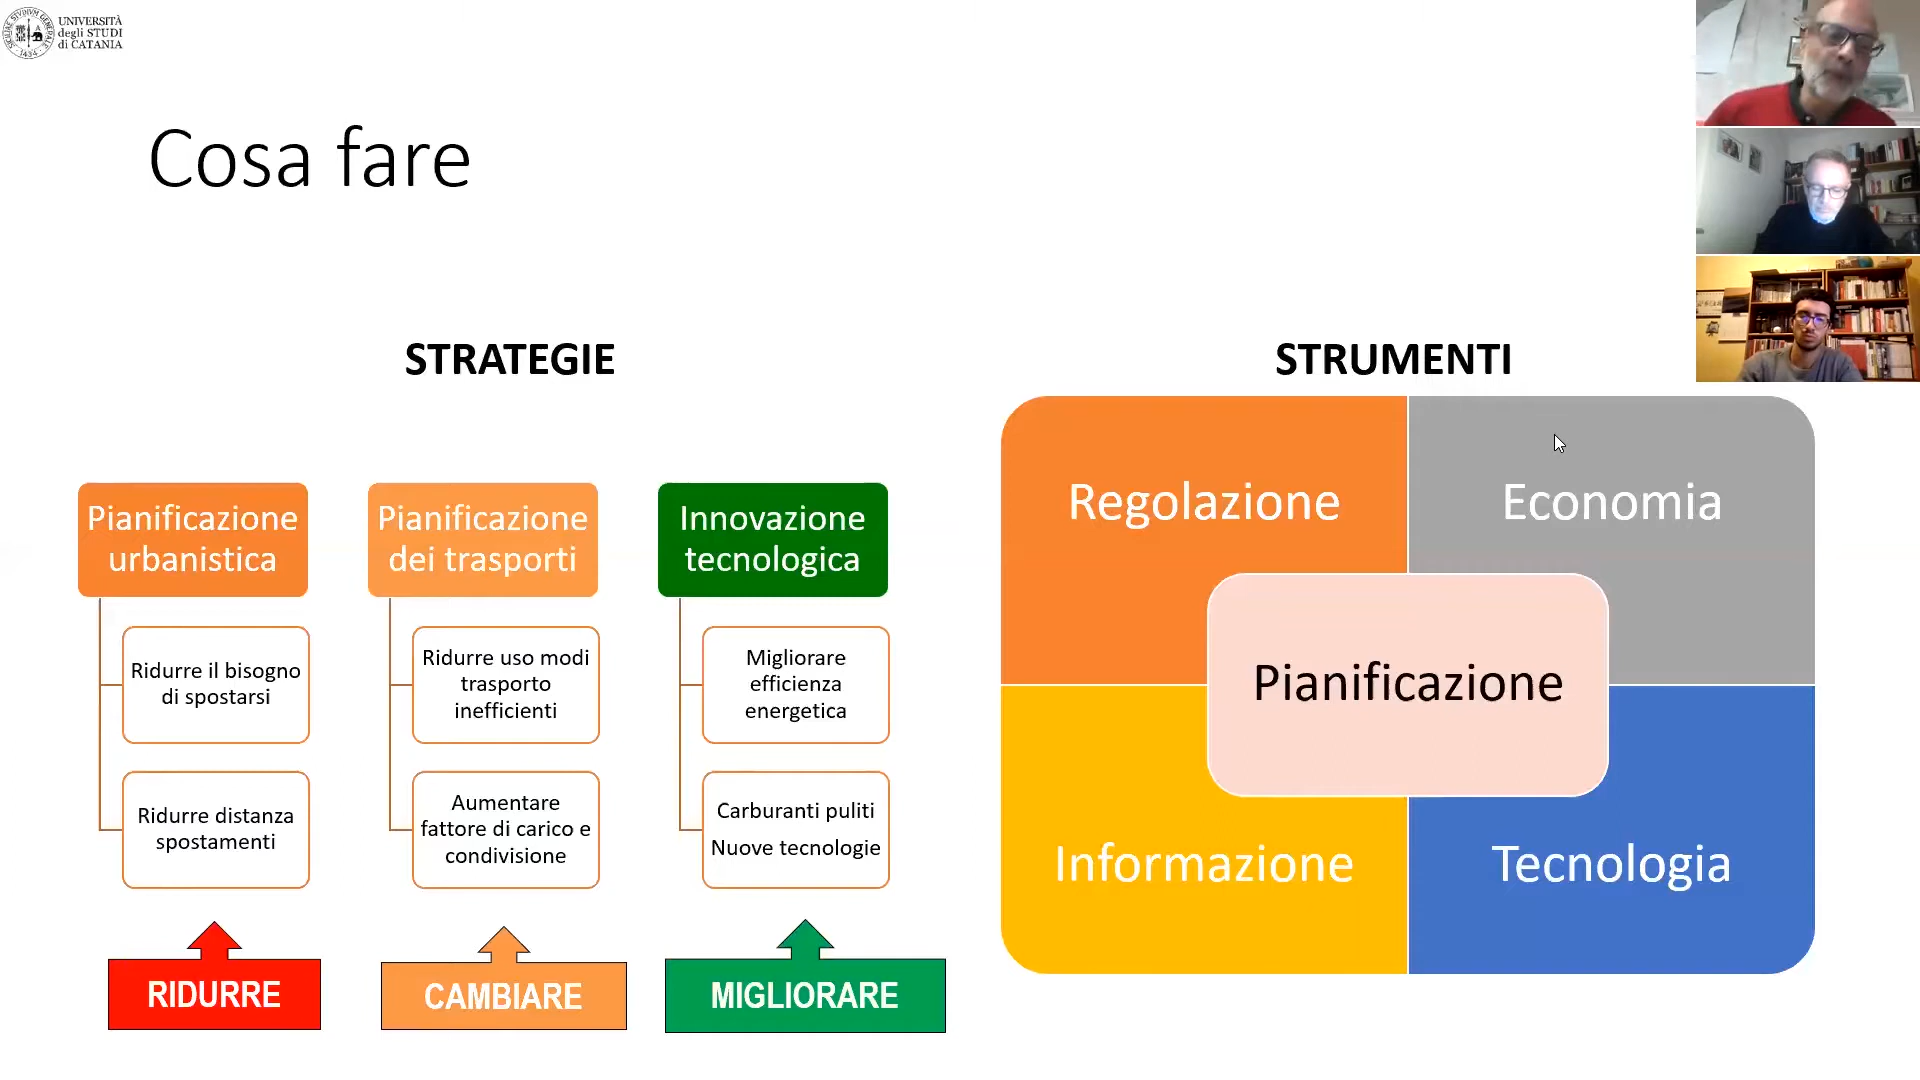 UNIVERSITÀ
degli STUDI
di CATANIA
Cosa fare
STRATEGIE
Pianificazione
urbanistica
Ridurre il bisogno
di spostarsi
Ridurre distanza
spostamenti
RIDURRE
Pianificazione
dei trasporti
Ridurre uso modi
trasporto
inefficienti
Aumentare
fattore di carico e
condivisione
CAMBIARE
Innovazione
tecnologica
Migliorare
efficienza
energetica
Carburanti puliti
Nuove tecnologie
MIGLIORARE
STRUMENTI
Regolazione
Economia
Pianificazione
Informazione
Tecnologia